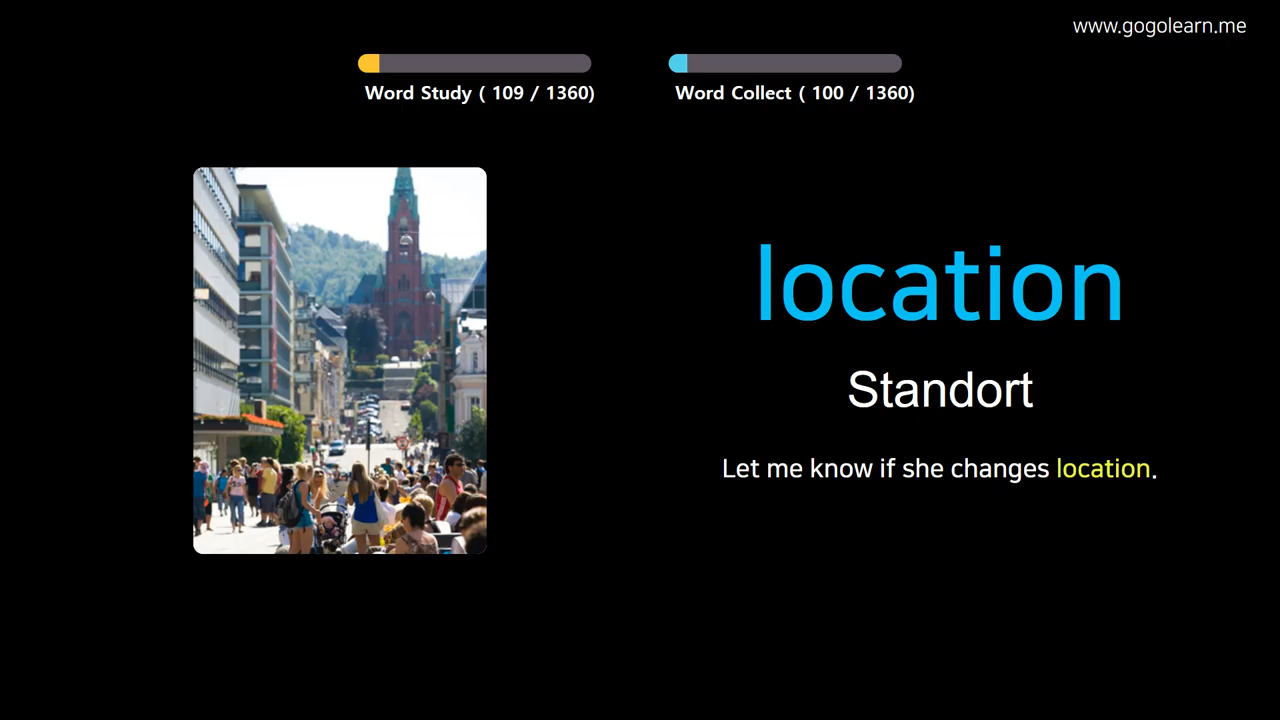 www.gogolearn.me
Word Study ( 109 / 1360)
Word Collect ( 100 / 1360)
location
Standort
Let me know if she changes location.